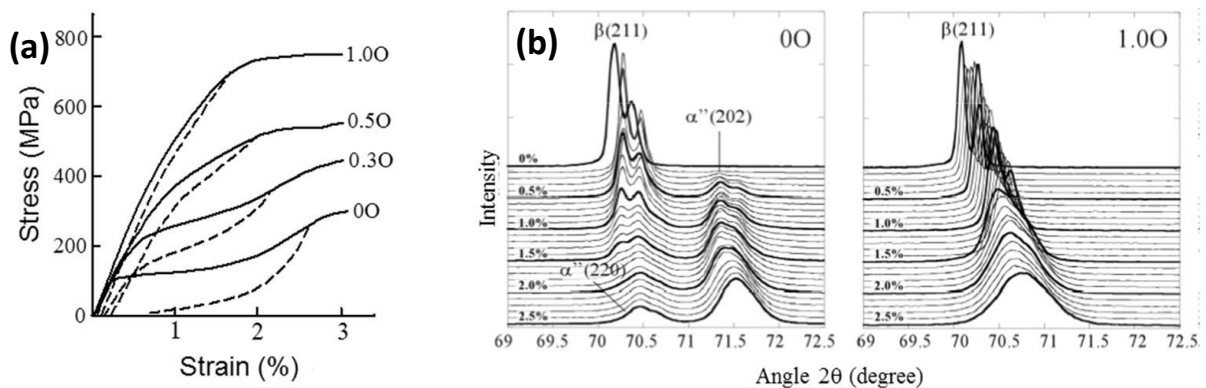 (a)
800
600
400
200
0
Stress (MPa)
1
2
3
Strain (%)
1.0O
0.5O
0.3O
0O
(b)
β(211)
0O
α’’(202)
α’’(220)
0%
0.5%
1.0%
1.5%
2.0%
2.5%
Intensity
69 69.5 70 70.5 71 71.5 72 72.5
β(211)
1.0O
0.5%
1.0%
1.5%
2.0%
2.5%
69 69.5 70 70.5 71 71.5 72 72.5
Angle 2θ (degree)